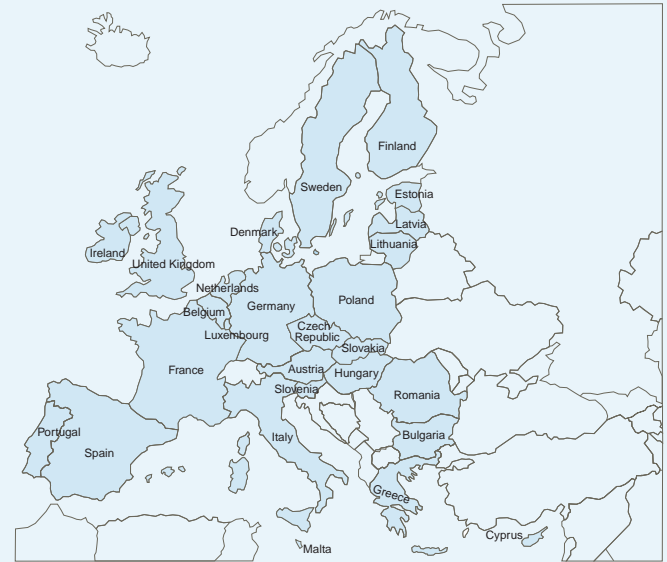 Finland
Sweden
Estonia
Latvia
Denmark
Lithuania
Ireland
United Kingdom
Netherlands
Germany
Poland
Belgium
Czech
Republic
Luxembourg
Slovakia
France
Austria
Hungary
Slovenia
Romania
Portugal
Italy
Bulgaria
Spain
Greece
Cyprus
Malta